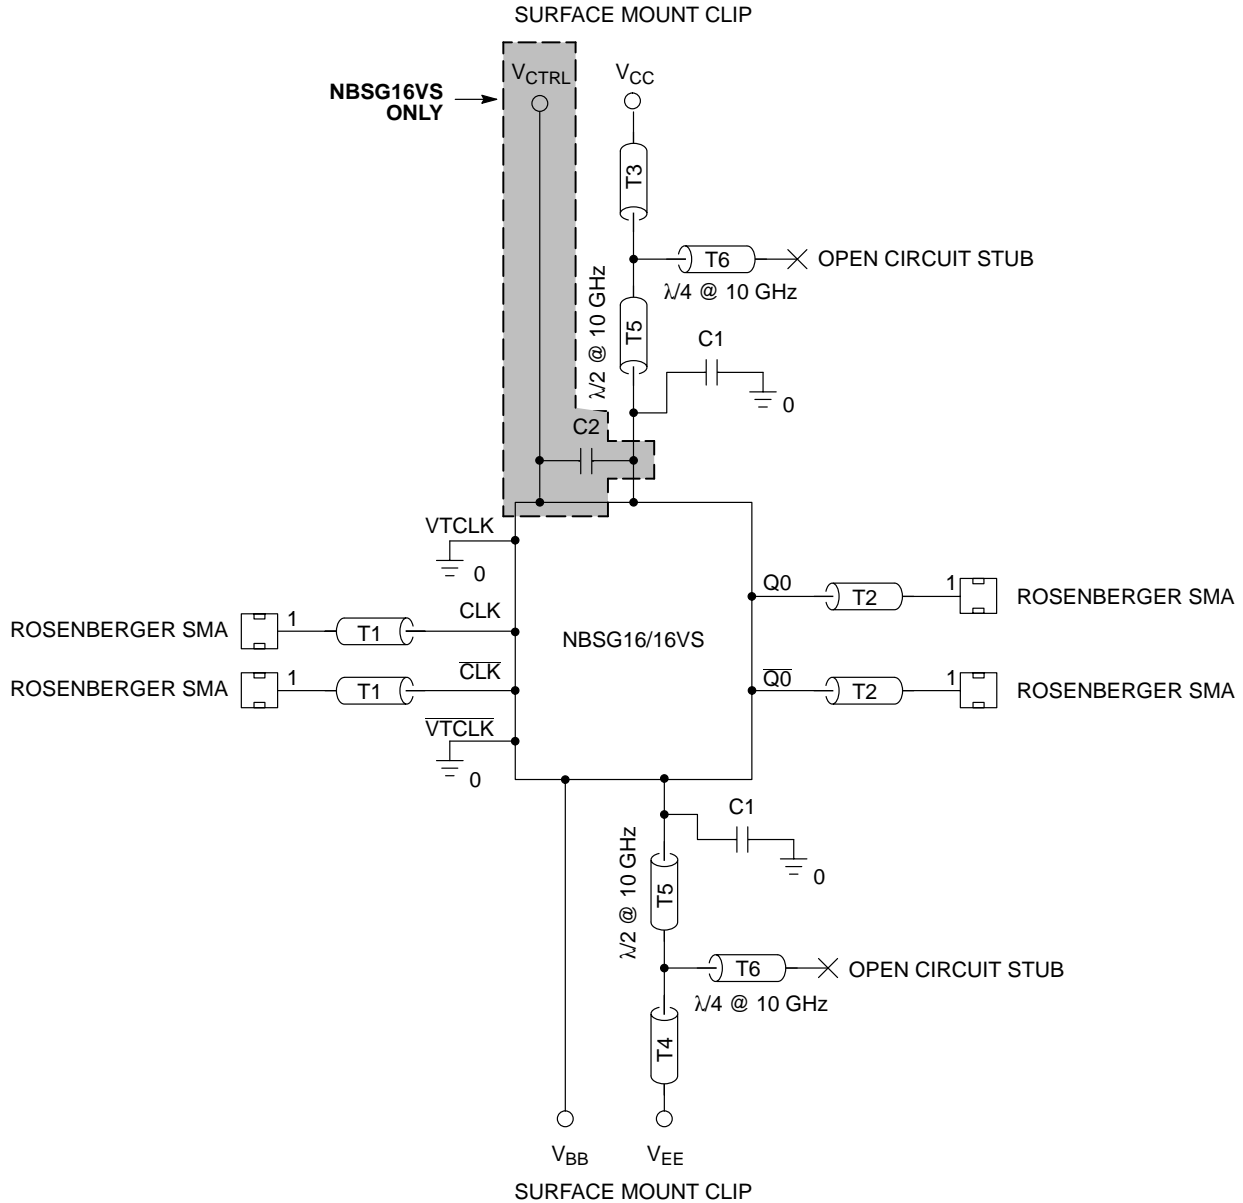 SURFACE MOUNT CLIP
NBSG16VS
ONLY
VCTRL
VCC
T3
T6
OPEN CIRCUIT STUB
λ/4 @ 10 GHz
λ/2 @ 10 GHz
T5
C1
0
C2
VTCLK
0
CLK
ROSENBERGER SMA
1
T1
C̅L̅K̅
ROSENBERGER SMA
1
T1
V̅T̅C̅L̅K̅
0
NBSG16/16VS
Q0
T2
1
ROSENBERGER SMA
Q̅0̅
T2
1
ROSENBERGER SMA
C1
0
λ/2 @ 10 GHz
T5
T6
OPEN CIRCUIT STUB
λ/4 @ 10 GHz
T4
VBB
VEE
SURFACE MOUNT CLIP